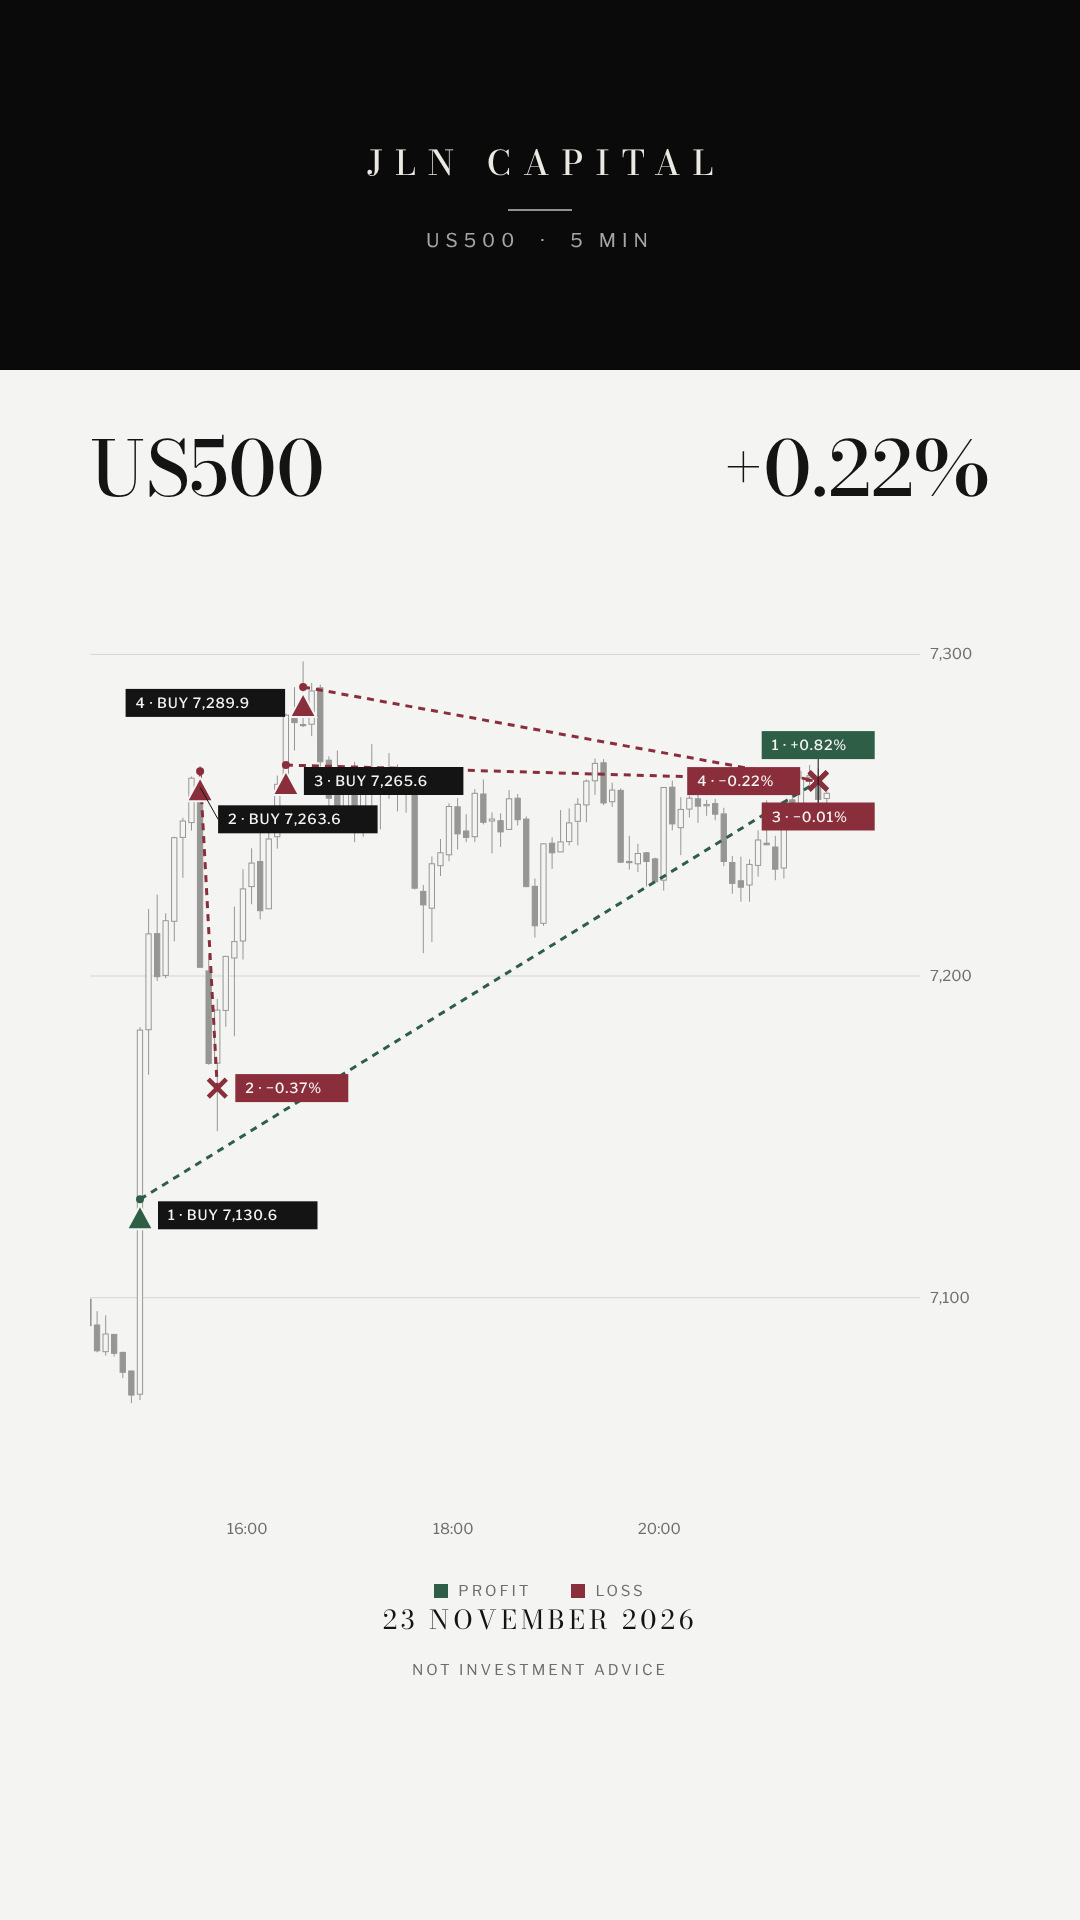 JLN CAPITAL
US500 · 5 MIN
US500
+0.22%
7,300
4 · BUY 7,289.9
1 · +0.82%
3 · BUY 7,265.6
4 · −0.22%
2 · BUY 7,263.6
3 · −0.01%
7,200
2 · −0.37%
1 · BUY 7,130.6
7,100
16:00 18:00 20:00
PROFIT LOSS
23 NOVEMBER 2026
NOT INVESTMENT ADVICE